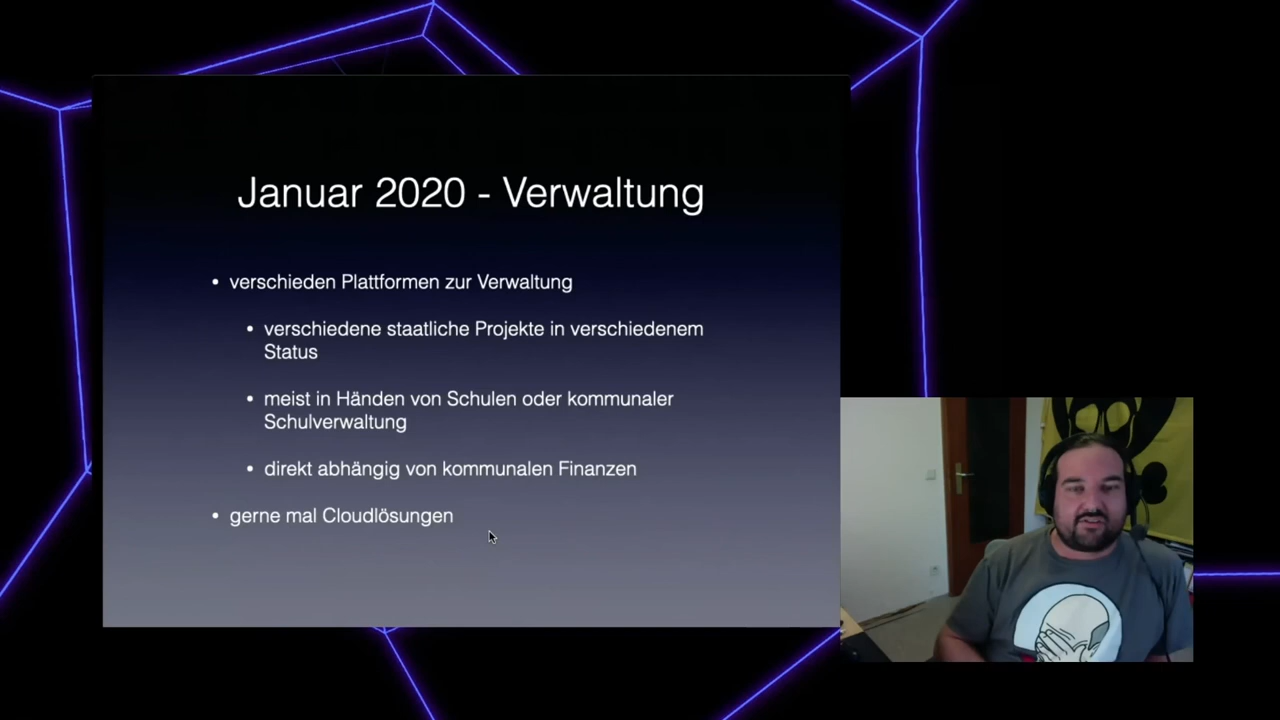 Januar 2020 - Verwaltung
• verschieden Plattformen zur Verwaltung
• verschiedene staatliche Projekte in verschiedenem
Status
• meist in Händen von Schulen oder kommunaler
Schulverwaltung
• direkt abhängig von kommunalen Finanzen
• gerne mal Cloudlösungen